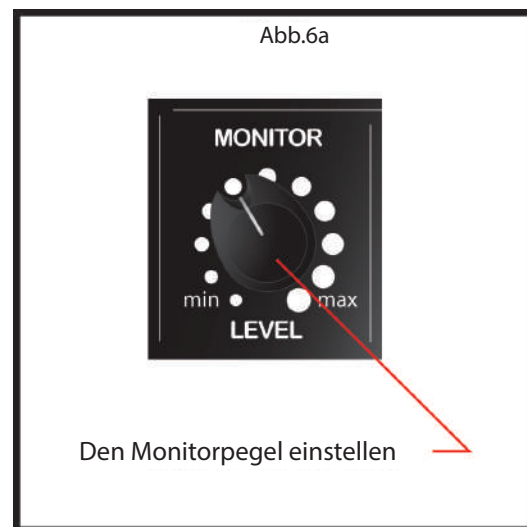 Abb.6a
MONITOR
min max
LEVEL
Den Monitorpegel einstellen